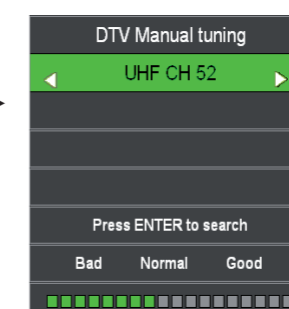 DTV Manual tuning
UHF CH 52
Press ENTER to search
Bad Normal Good